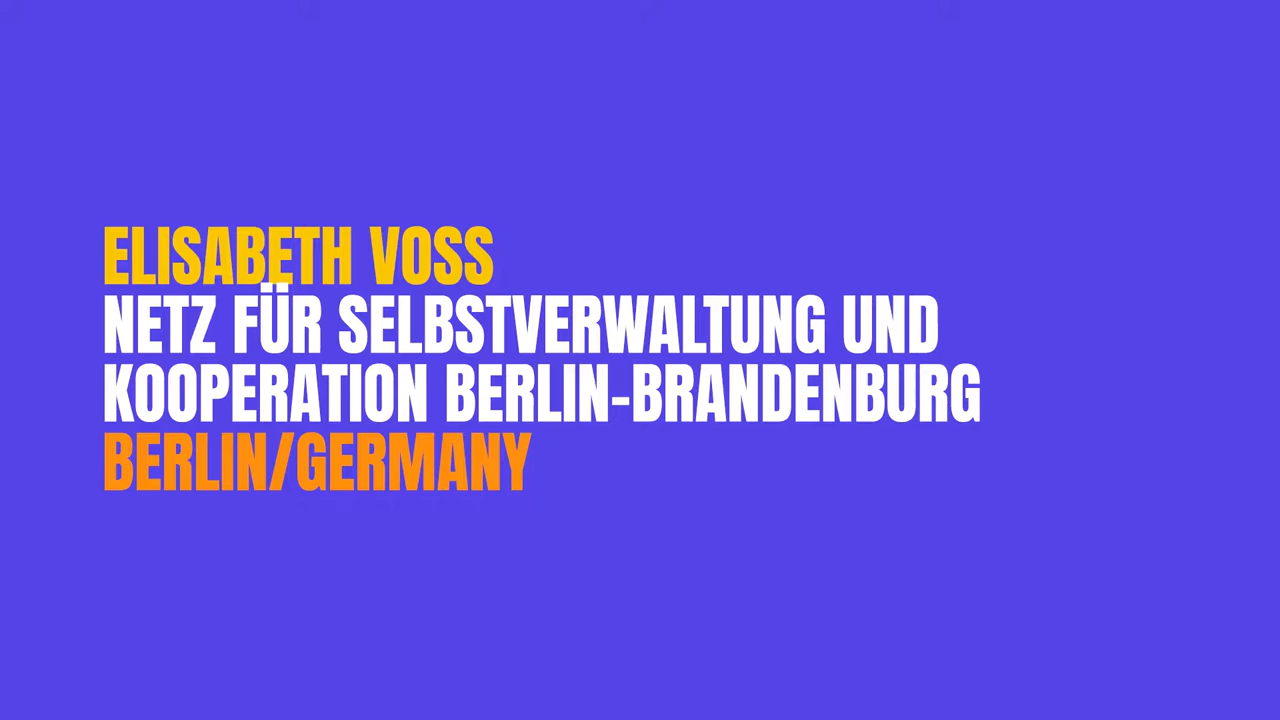 ELISABETH VOSS
NETZ FÜR SELBSTVERWALTUNG UND
KOOPERATION BERLIN-BRANDENBURG
BERLIN/GERMANY